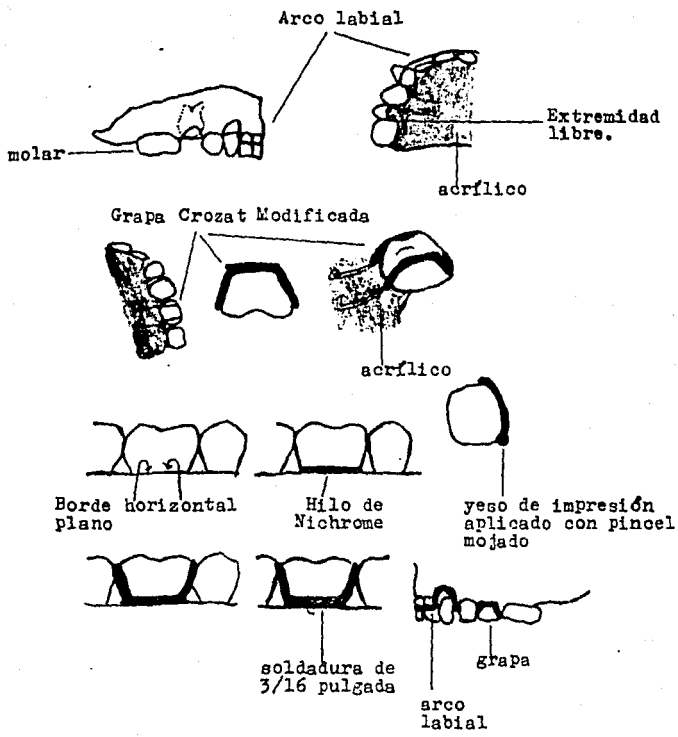 Arco labial
Extremidad
libre.
molar
acrílico
Grapa Crozat Modificada
acrílico
Borde horizontal
plano
Hilo de
Nichrome
yeso de impresión
aplicado con pincel
mojado
soldadura de
3/16 pulgada
grapa
arco
labial